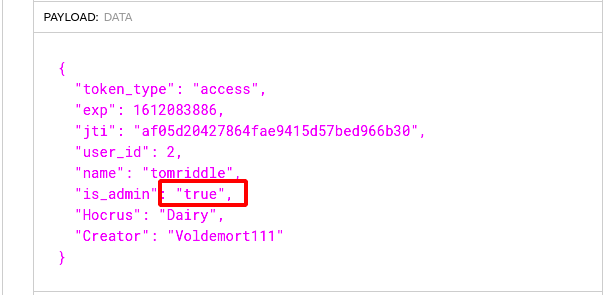 PAYLOAD: DATA
{
"token_type": "access",
"exp": 1612083886,
"jti": "af05d20427864fae9415d57bed966b30",
"user_id": 2,
"name": "tomriddle",
"is_admin": "true",
"Hocrus": "Dairy",
"Creator": "Voldemort111"
}